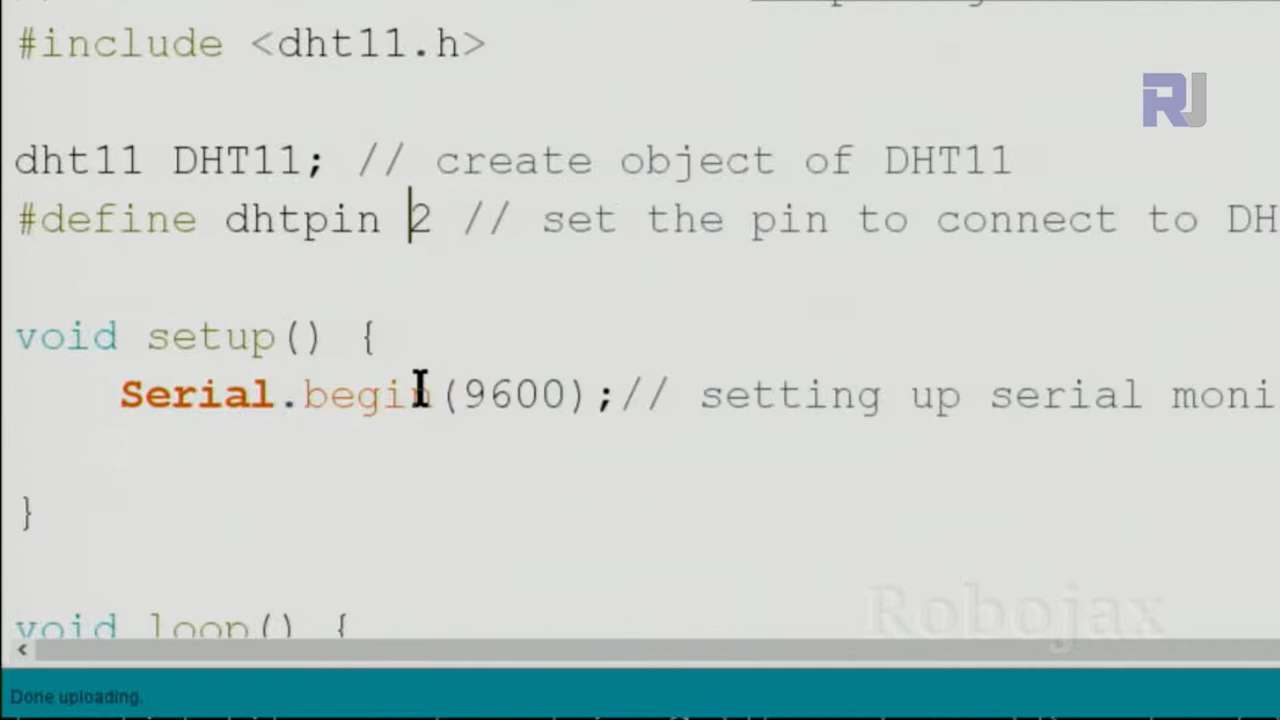 #include <dht11.h>
RJ
dht11 DHT11; // create object of DHT11
#define dhtpin 2 // set the pin to connect to DH
void setup() {
Serial.begin(9600);// setting up serial moni
}
void loop() {
Robojax
Done uploading.